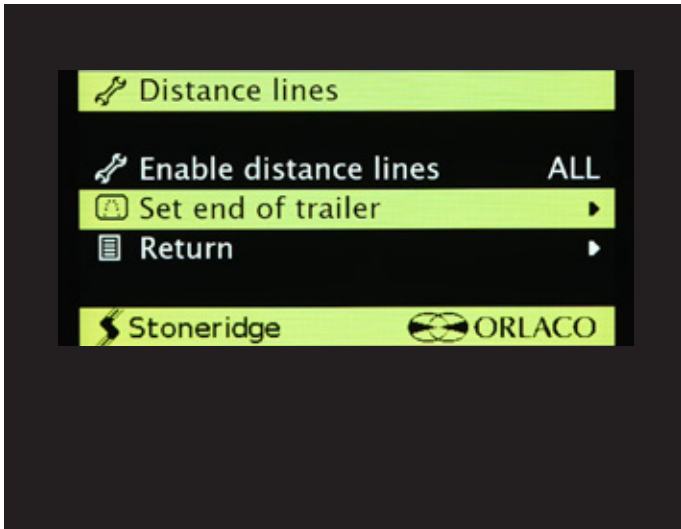 Distance lines
Enable distance lines ALL
Set end of trailer
Return
Stoneridge ORLACO